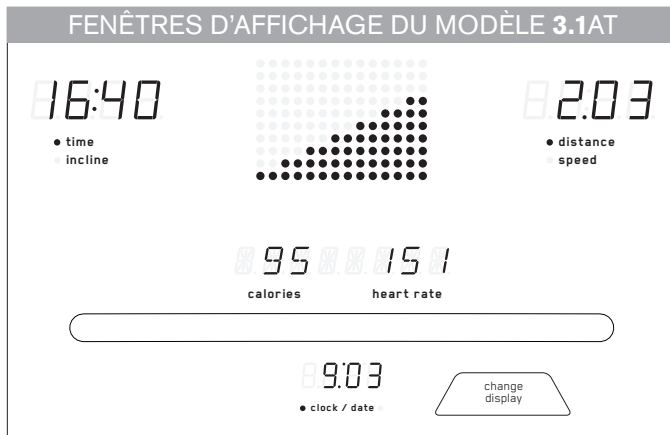 FENÊTRES D'AFFICHAGE DU MODÈLE 3.1AT
16:40
2.03
• time
incline
• distance
speed
95 151
calories heart rate
9:03
• clock / date
change
display